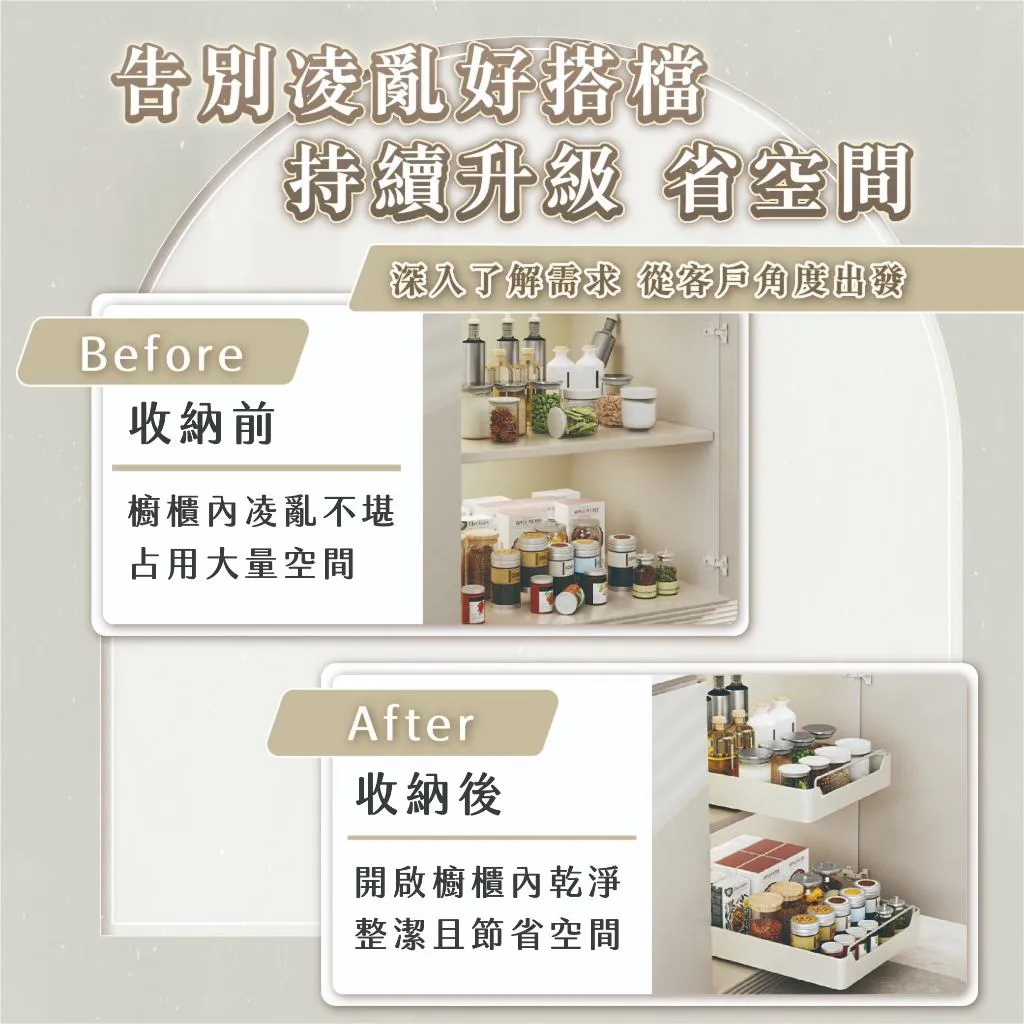 告別凌亂好搭檔
持續升級 省空間
深入了解需求 從客戶角度出發
Before
收納前
櫥櫃內凌亂不堪
占用大量空間
After
收納後
開啟櫥櫃內乾淨
整潔且節省空間